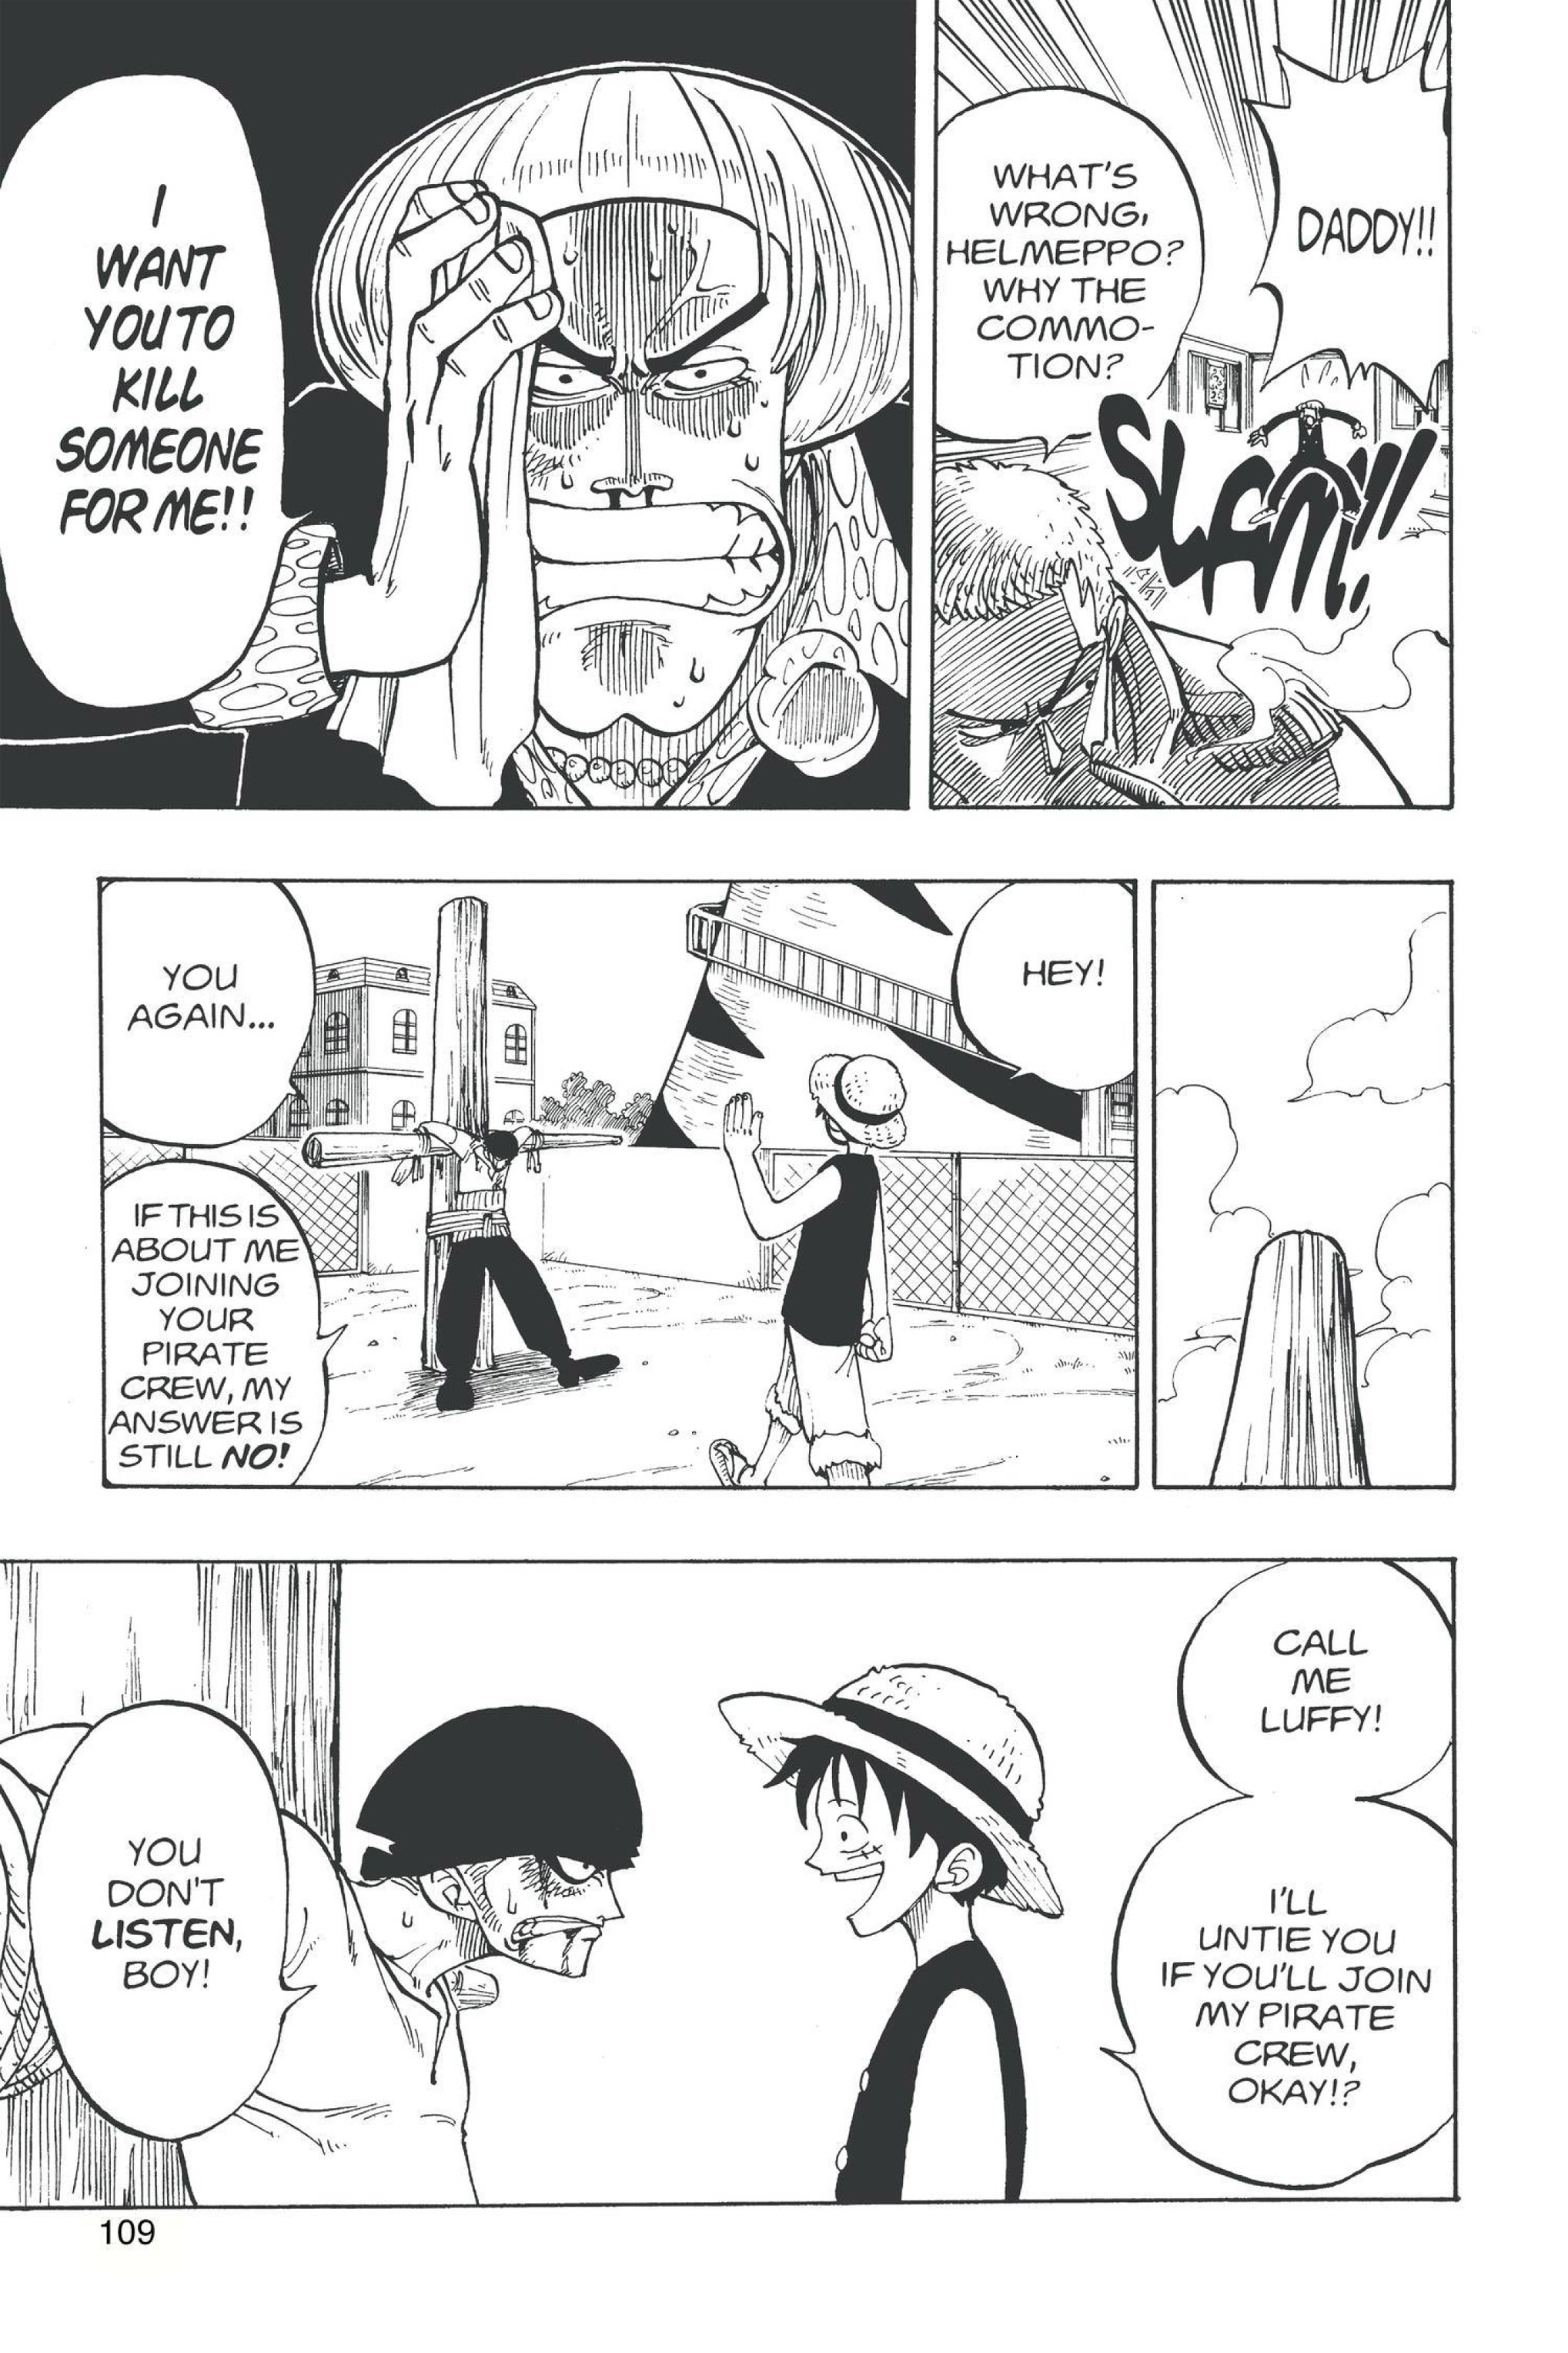 DADDY!!
WHAT'S
WRONG,
HELMEPPO?
WHY THE
COMMO-
TION?
SLAM!!!
I
WANT
YOU TO
KILL
SOMEONE
FOR ME!!
HEY!
YOU
AGAIN...
IF THIS IS
ABOUT ME
JOINING
YOUR
PIRATE
CREW, MY
ANSWER IS
STILL NO!
CALL
ME
LUFFY!
I'LL
UNTIE YOU
IF YOU'LL JOIN
MY PIRATE
CREW,
OKAY!?
YOU
DON'T
LISTEN,
BOY!
109